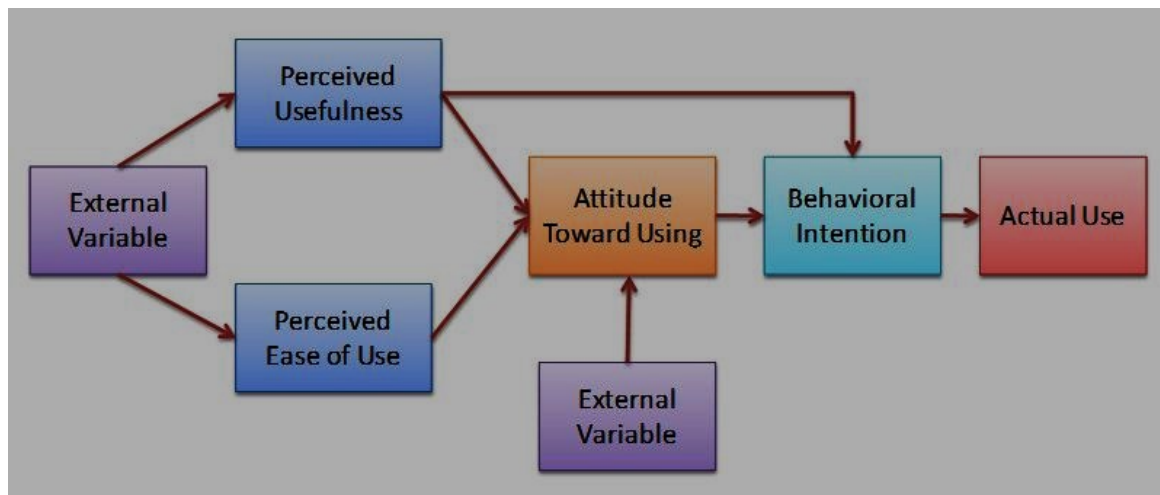 Perceived
Usefulness
External
Variable
Attitude
Toward Using
Behavioral
Intention
Actual Use
Perceived
Ease of Use
External
Variable